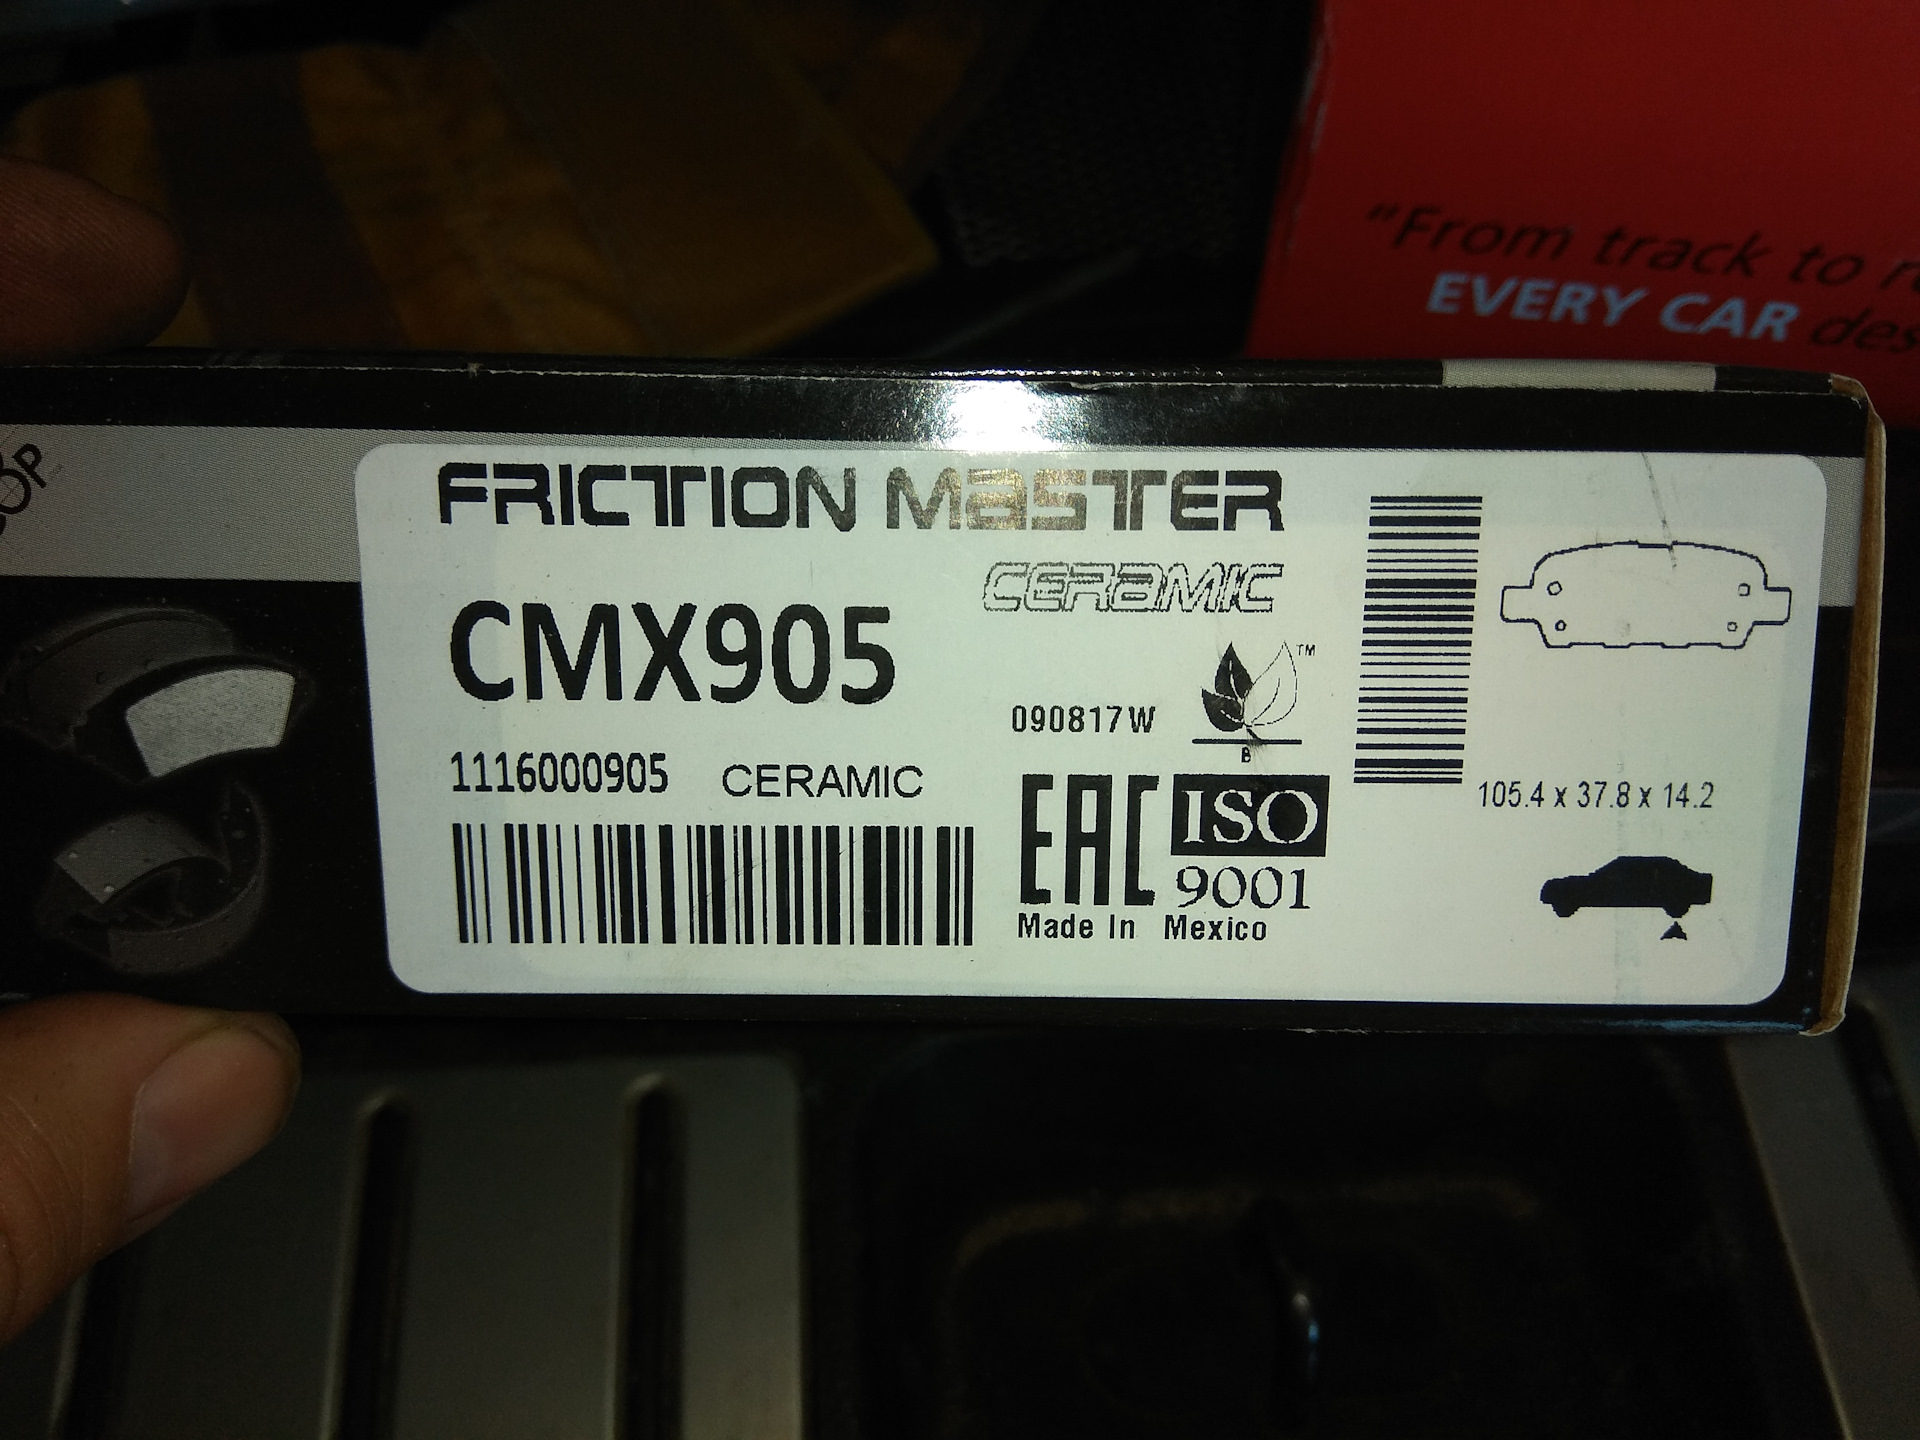 "From track to
EVERY CAR
FRICTION MASTER
CERAMIC
CMX905
TM
090817W
B
1116000905 CERAMIC
EAC ISO
9001
Made In Mexico
105.4 x 37.8 x 14.2